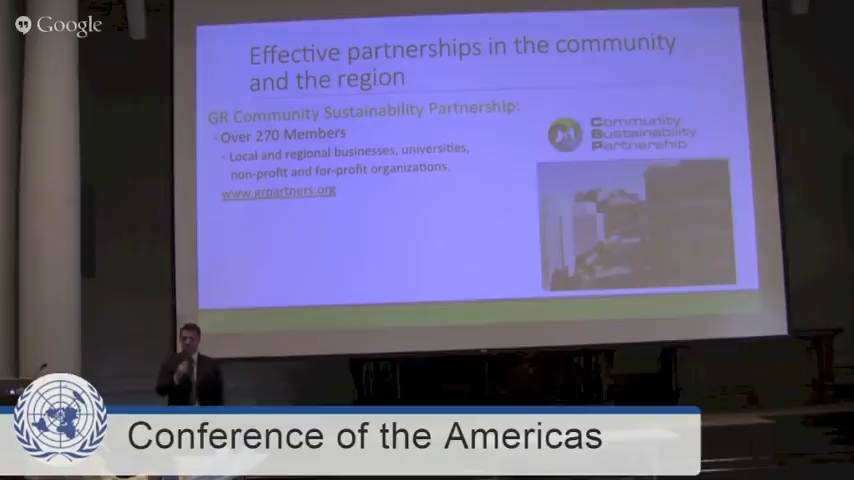 Google
Effective partnerships in the community
and the region
GR Community Sustainability Partnership:
Over 270 Members
Local and regional businesses, universities,
non-profit and for-profit organizations.
www.grpartners.org
Community
Sustainability
Partnership
Conference of the Americas